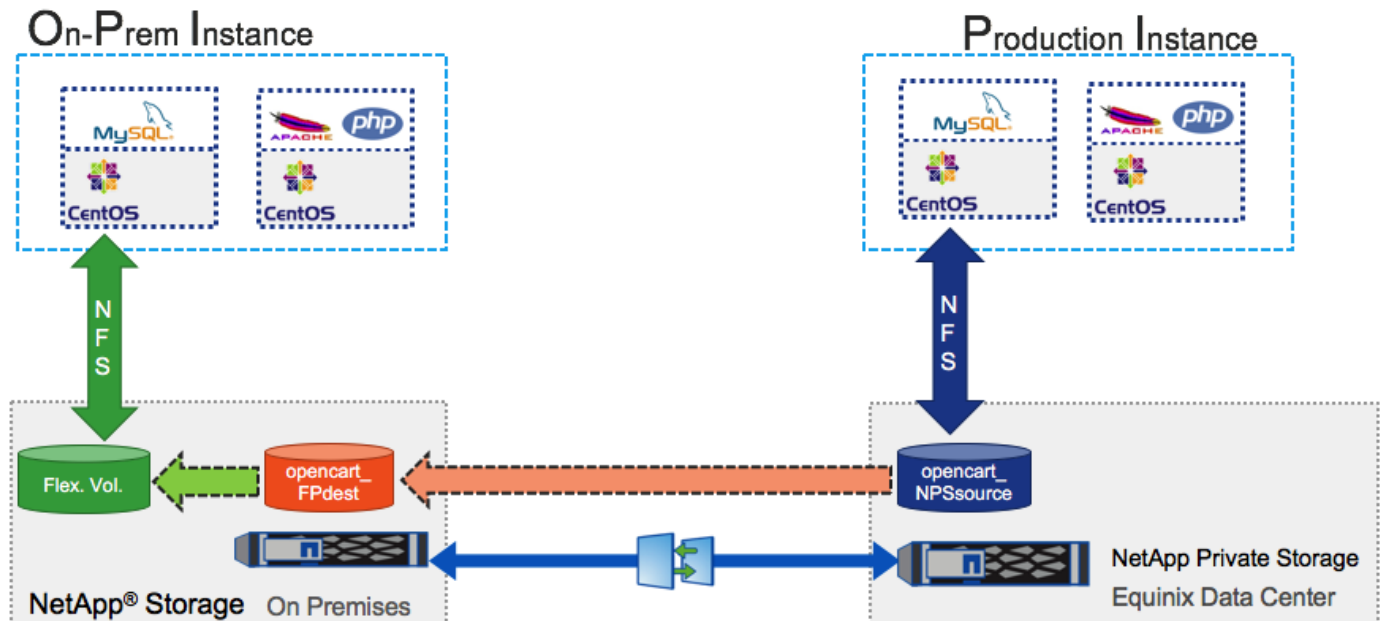 On-Prem Instance
Production Instance
MySQL®
APACHE
php
MySQL®
APACHE
php
CentOS
CentOS
CentOS
CentOS
NFS
NFS
Flex. Vol.
opencart_
FPdest
opencart_
NPSsource
NetApp Private Storage
Equinix Data Center
NetApp® Storage On Premises